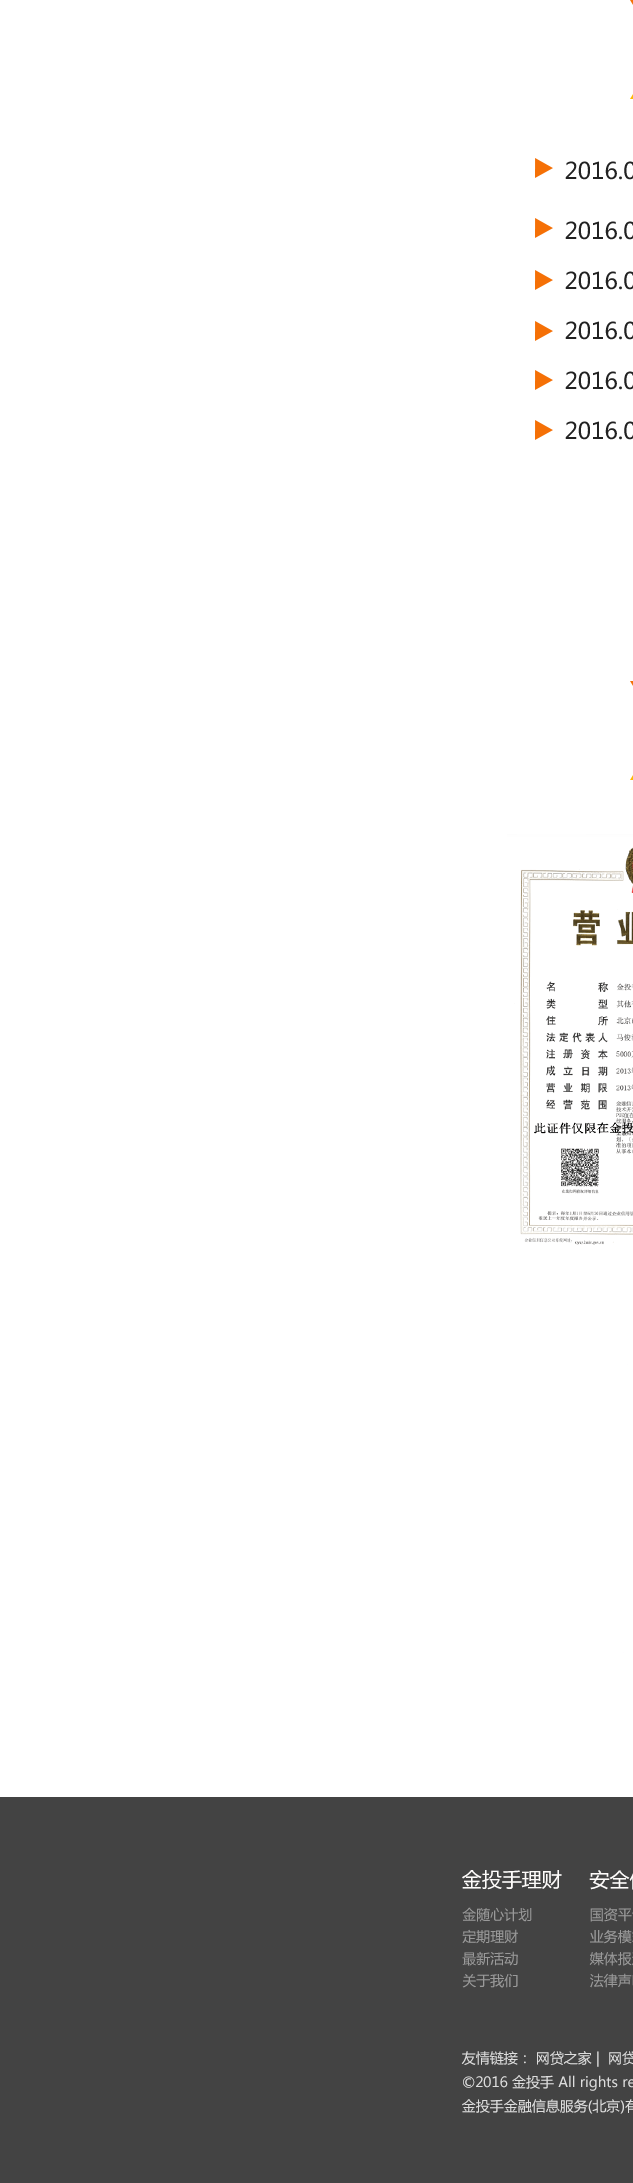 2016.0
2016.0
2016.0
2016.0
2016.0
2016.0
营业
名称 金投
类型 其他
住所 北京
法定代表人 马俊
注册资本 5000
成立日期 2013
营业期限 2013
经营范围
此证件仅限在金投
金投手理财 安全
金随心计划 国资平
定期理财 业务模
最新活动 媒体报
关于我们 法律声
友情链接： 网贷之家 | 网贷
©2016 金投手 All rights re
金投手金融信息服务(北京)有